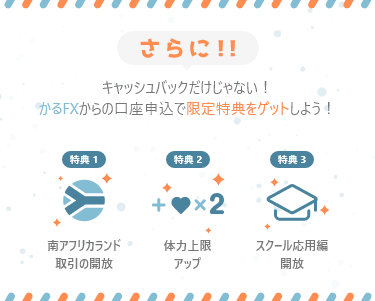 さらに!!
キャッシュバックだけじゃない！
かるFXからの口座申込で限定特典をゲットしよう！
特典1 特典2 特典3
+ ×2
南アフリカランド 体力上限 スクール応用編
取引の開放 アップ 開放